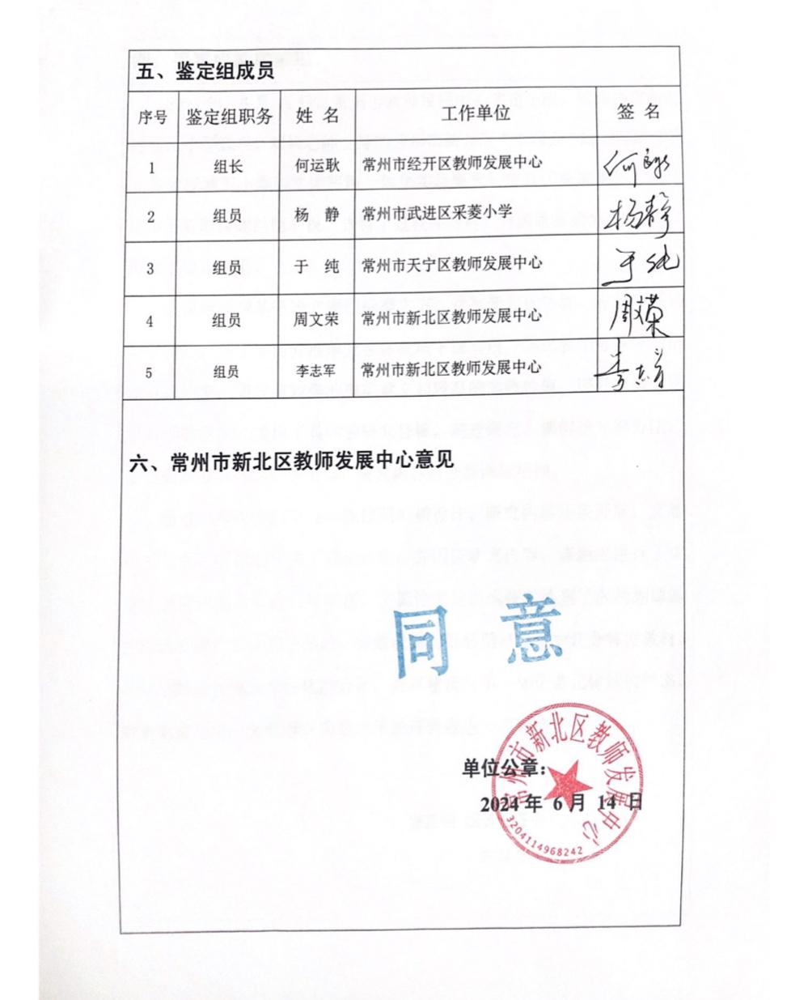 五、鉴定组成员
序号 鉴定组职务 姓 名 工作单位 签 名
1 组长 何运耿 常州市经开区教师发展中心
2 组员 杨 静 常州市武进区采菱小学 杨静
3 组员 于 纯 常州市天宁区教师发展中心 于纯
4 组员 周文荣 常州市新北区教师发展中心 周文荣
5 组员 李志军 常州市新北区教师发展中心
六、常州市新北区教师发展中心意见
同 意
常州市新北区教师发展中心
单位公章：
2024 年 6 月 14 日
3204114968242